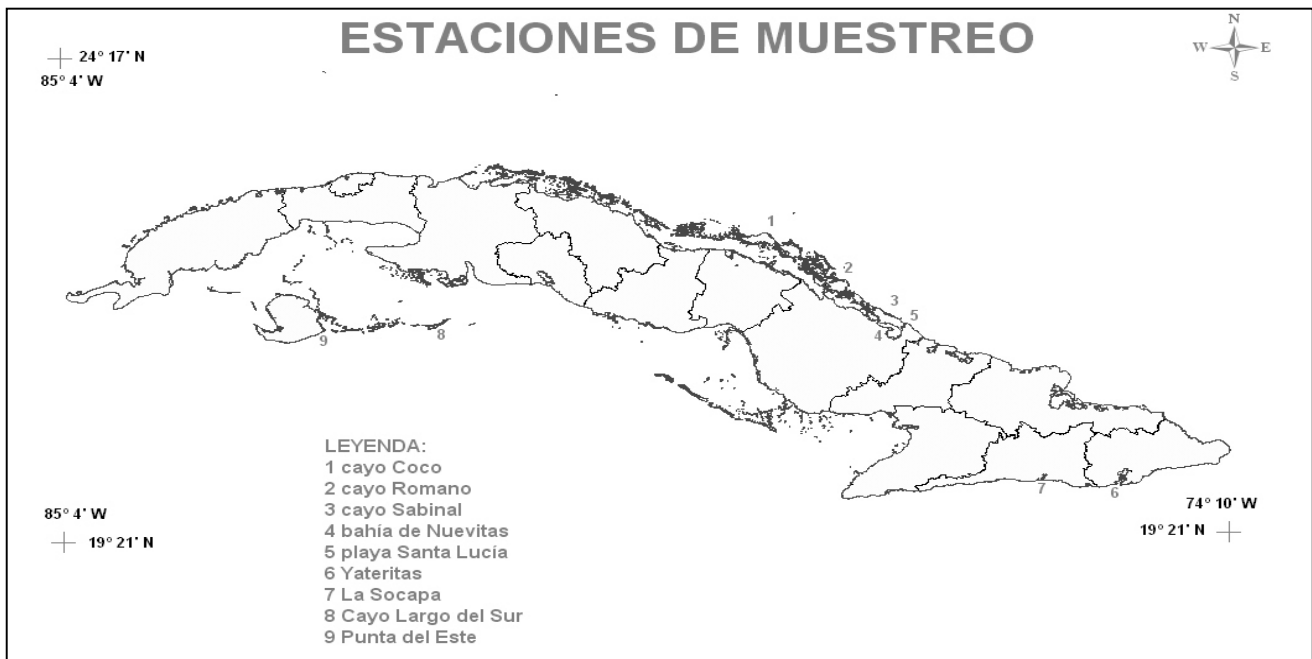 ESTACIONES DE MUESTREO
N
W E
S
24° 17' N
85° 4' W
1
2
3
5
4
9
8
7
6
LEYENDA:
1 cayo Coco
2 cayo Romano
3 cayo Sabinal
4 bahía de Nuevitas
5 playa Santa Lucía
6 Yateritas
7 La Socapa
8 Cayo Largo del Sur
9 Punta del Este
85° 4' W
19° 21' N
74° 10' W
19° 21' N